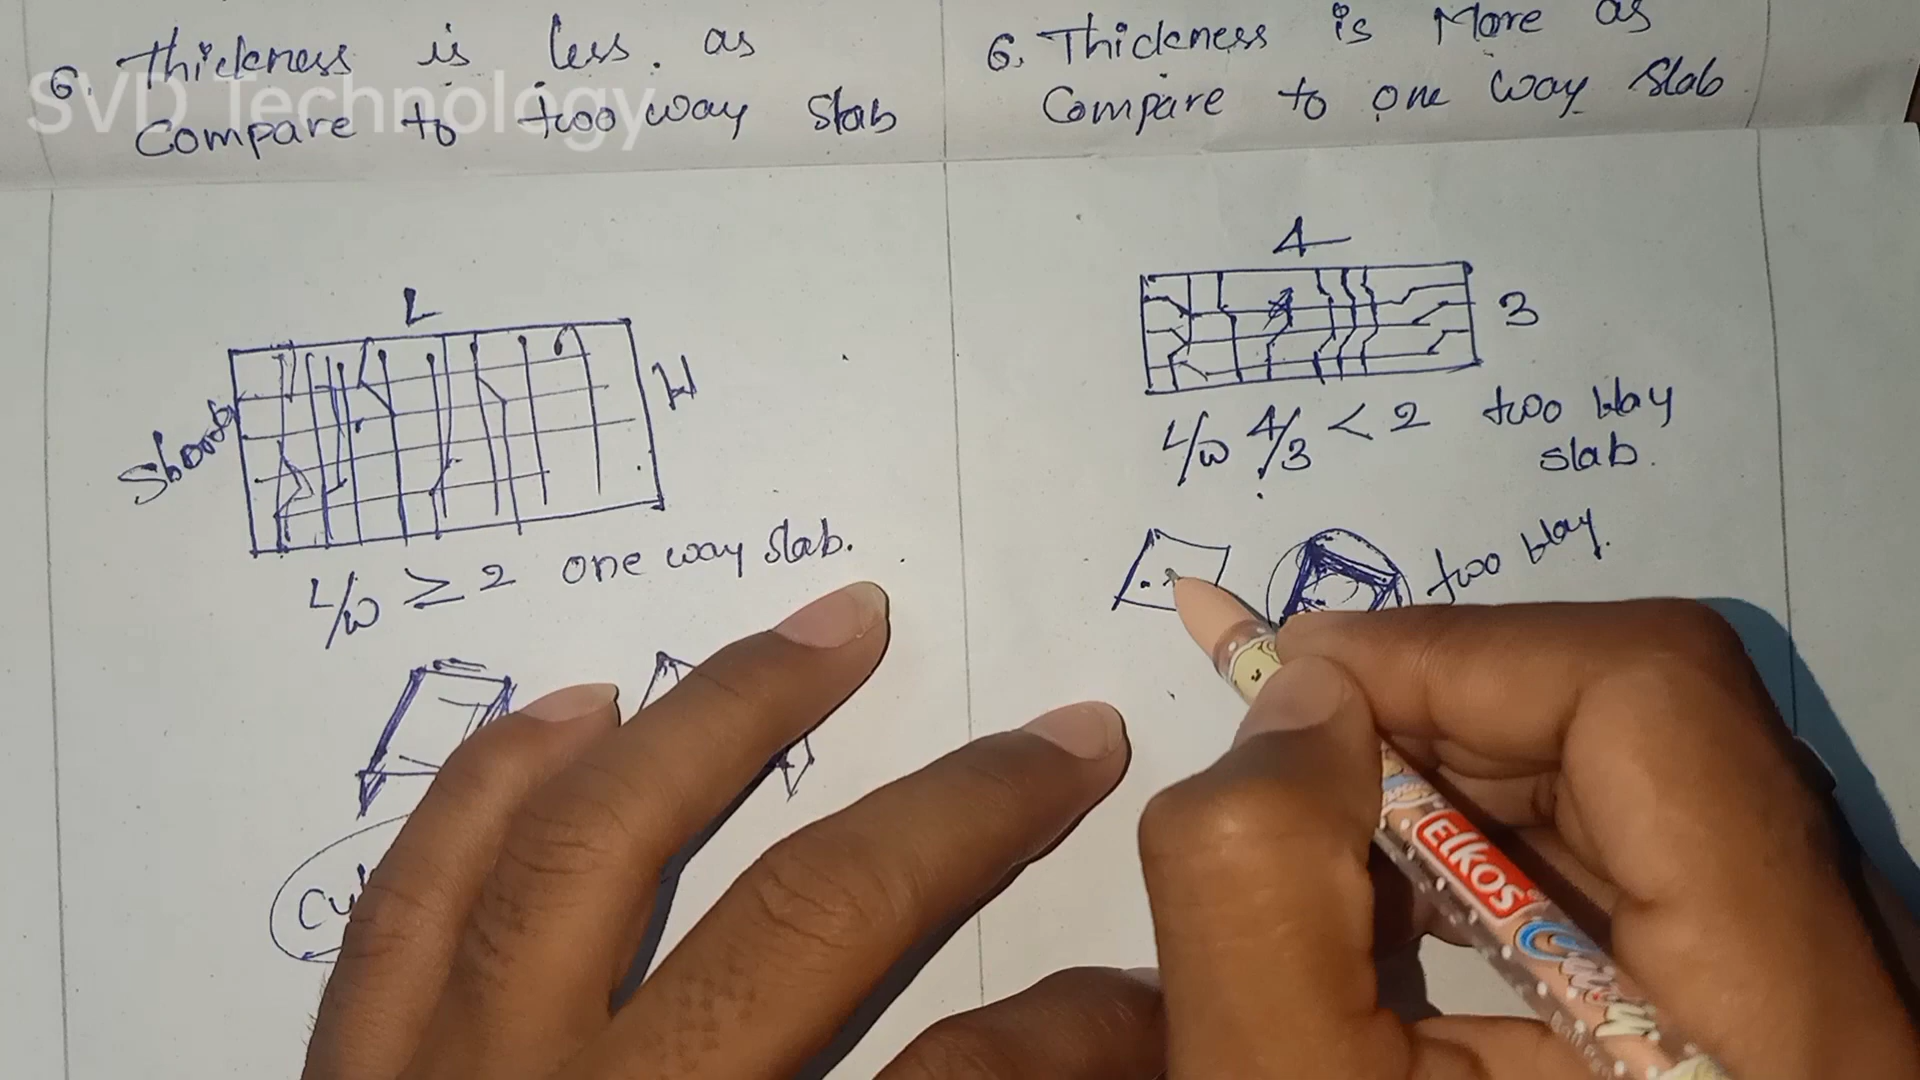 6. Thickness is less as
compare to two way slab
SVD Technology
6. Thickness is More as
Compare to one way slab
L
Short
W
L/W ≥ 2 one way slab.
4
3
L/W 4/3 < 2 two way
slab.
two way.
ELKOS